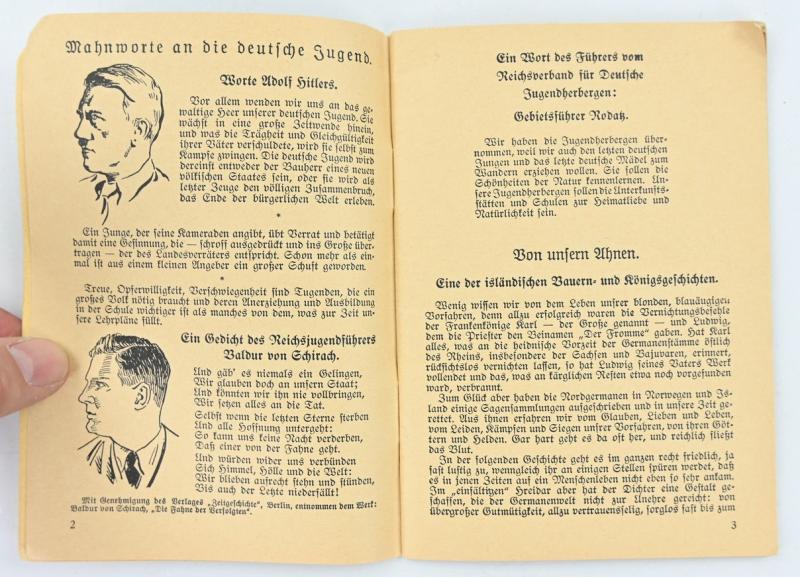 Mahnworte an die deutsche Jugend.
Worte Adolf Hitlers.
Vor allem wenden wir uns an das ge-
waltige Heer unserer deutschen Jugend. Sie
wächst in eine große Zeitwende hinein,
und was die Trägheit und Gleichgültigkeit
ihrer Väter verschuldete, wird sie selbst zum
Kampfe zwingen. Die deutsche Jugend wird
dereinst entweder der Bauherr eines neuen
völkischen Staates sein, oder sie wird als
letzter Zeuge den völligen Zusammenbruch,
das Ende der bürgerlichen Welt erleben.
*
Ein Junge, der seine Kameraden angibt, übt Verrat und betätigt
damit eine Gesinnung, die — schroff ausgedrückt und ins Große über-
tragen — der des Landesverräters entspricht. Schon mehr als ein-
mal ist aus einem kleinen Angeber ein großer Schuft geworden.
*
Treue, Opferwilligkeit, Verschwiegenheit sind Tugenden, die ein
großes Volk nötig braucht und deren Anerziehung und Ausbildung
in der Schule wichtiger ist als manches von dem, was zur Zeit un-
sere Lehrpläne füllt.
Ein Gedicht des Reichsjugendführers
Baldur von Schirach.
Und gäb' es niemals ein Gelingen,
Wir glauben doch an unsern Staat;
Und könnten wir ihn nie vollbringen,
Wir setzen alles an die Tat.
Selbst wenn die letzten Sterne sterben
Und alle Hoffnung untergeht:
So kann uns keine Nacht verderben,
Daß einer von der Fahne geht.
Und würden wider uns verbünden
Sich Himmel, Hölle und die Welt:
Wir blieben aufrecht stehn und stünden,
Bis auch der Letzte niederfällt!
Mit Genehmigung des Verlages „Zeitgeschichte", Berlin, entnommen dem Werk:
Baldur von Schirach, „Die Fahne der Verfolgten".
2
Ein Wort des Führers vom
Reichsverband für Deutsche
Jugendherbergen:
Gebietsführer Rodatz.
Wir haben die Jugendherbergen über-
nommen, weil wir auch den letzten deutschen
Jungen und das letzte deutsche Mädel zum
Wandern erziehen wollen. Sie sollen die
Schönheiten der Natur kennenlernen. Un-
sere Jugendherbergen sollen die Unterkunfts-
stätten und Schulen zur Heimatliebe und
Natürlichkeit sein.
Von unsern Ahnen.
Eine der isländischen Bauern- und Königsgeschichten.
Wenig wissen wir von dem Leben unsrer blonden, blauäugigen
Vorfahren, denn allzu erfolgreich waren die Vernichtungsbefehle
der Frankenkönige Karl — der Große genannt — und Ludwig,
dem die Priester den Beinamen „Der Fromme" gaben. Hat Karl
alles, was an die heidnische Vorzeit der Germanenstämme östlich
des Rheins, insbesondere der Sachsen und Bajuwaren, erinnert,
rücksichtslos vernichten lassen, so hat Ludwig seines Vaters Werk
vollendet und das, was an kärglichen Resten etwa noch vorgefunden
ward, verbrannt.
Zum Glück aber haben die Nordgermanen in Norwegen und Is-
land einige Sagensammlungen aufgeschrieben und in unsre Zeit ge-
rettet. Aus ihnen erfahren wir vom Glauben, Lieben und Leben,
vom Leiden, Kämpfen und Siegen unsrer Vorfahren, von ihren Göt-
tern und Helden. Gar hart geht es da oft her, und reichlich fließt
das Blut.
In der folgenden Geschichte geht es im ganzen recht friedlich, ja
fast lustig zu, wenngleich ihr an einigen Stellen spüren werdet, daß
es in jenen Zeiten auf ein Menschenleben nicht eben so sehr ankam.
Im „einfältigen" Hreidar aber hat der Dichter eine Gestalt ge-
schaffen, die der Germanenwelt nicht zur Unehre gereicht: von
übergroßer Gutmütigkeit, allzu vertrauensselig, sorglos fast bis zum
3